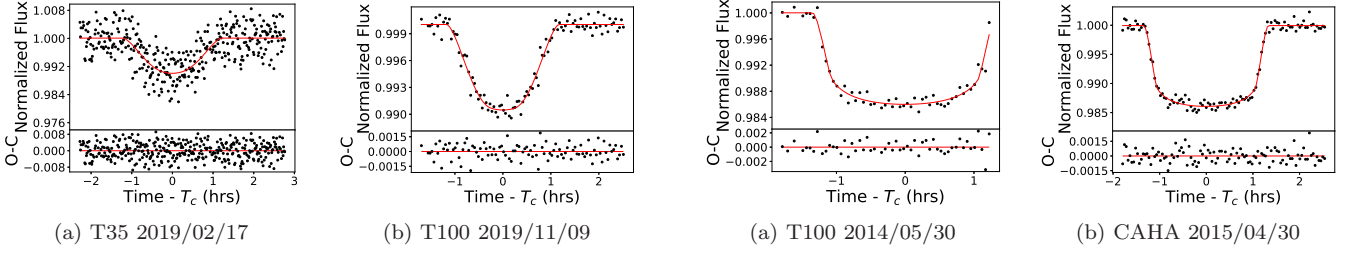 Normalized Flux
1.008
1.000
0.992
0.984
0.976
O-C
0.008
0.000
−0.008
−2 −1 0 1 2 3
Time - Tc (hrs)
(a) T35 2019/02/17
Normalized Flux
0.999
0.996
0.993
0.990
O-C
0.0015
0.0000
−0.0015
−1 0 1 2
Time - Tc (hrs)
(b) T100 2019/11/09
Normalized Flux
1.000
0.996
0.992
0.988
0.984
O-C
0.002
0.000
−0.002
−1 0 1
Time - Tc (hrs)
(a) T100 2014/05/30
Normalized Flux
1.000
0.995
0.990
0.985
O-C
0.0015
0.0000
−0.0015
−2 −1 0 1 2
Time - Tc (hrs)
(b) CAHA 2015/04/30